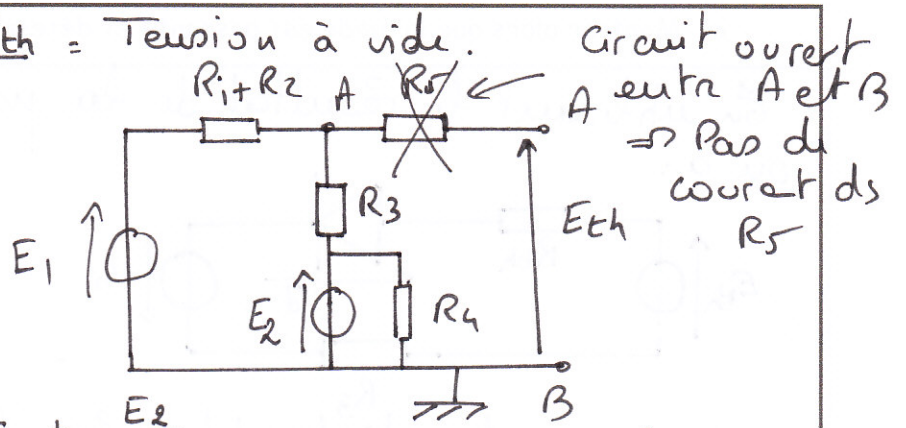 th = Tension à vide.
Circuit ouvert
A entre A et B
⇒ Pas de
courant ds
R5
R1+R2
A
R5
R3
Eth
E1
E2
R4
E2
B